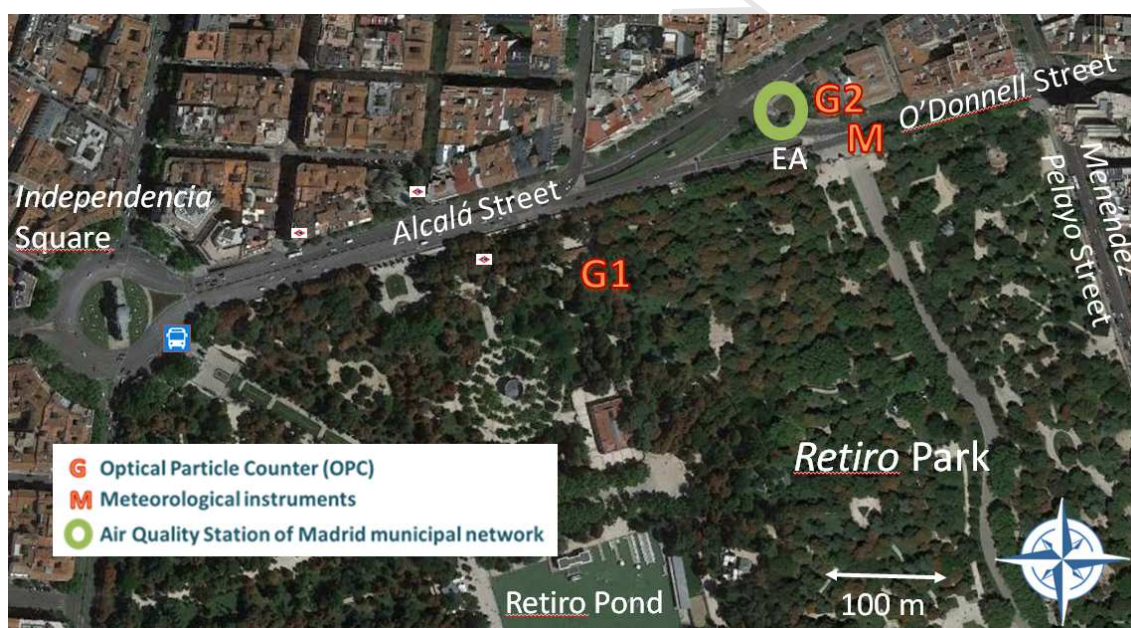 G2
O'Donnell Street
M
EA
Menéndez
Pelayo Street
Independencia
Square
Alcalá Street
G1
Retiro Park
G Optical Particle Counter (OPC)
M Meteorological instruments
Air Quality Station of Madrid municipal network
Retiro Pond
100 m